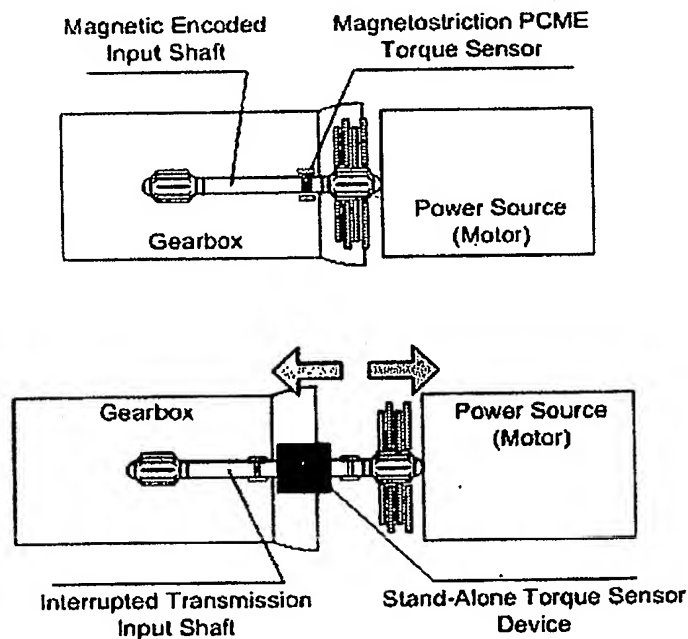 Magnetic Encoded
Input Shaft
Magnetostriction PCME
Torque Sensor
Gearbox
Power Source
(Motor)
Gearbox
Power Source
(Motor)
Interrupted Transmission
Input Shaft
Stand-Alone Torque Sensor
Device